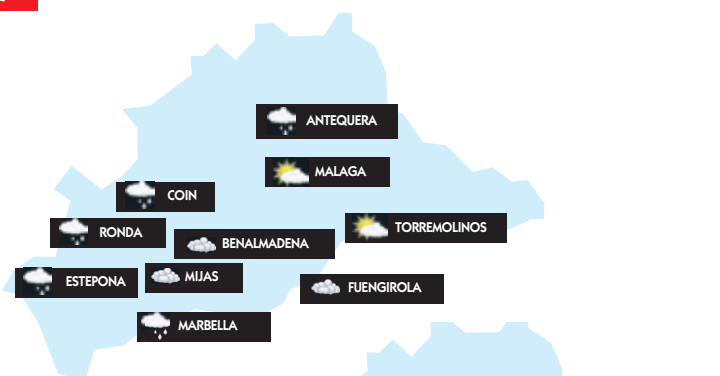 ANTEQUERA
MALAGA
COIN
RONDA
TORREMOLINOS
BENALMADENA
ESTEPONA
MIJAS
FUENGIROLA
MARBELLA